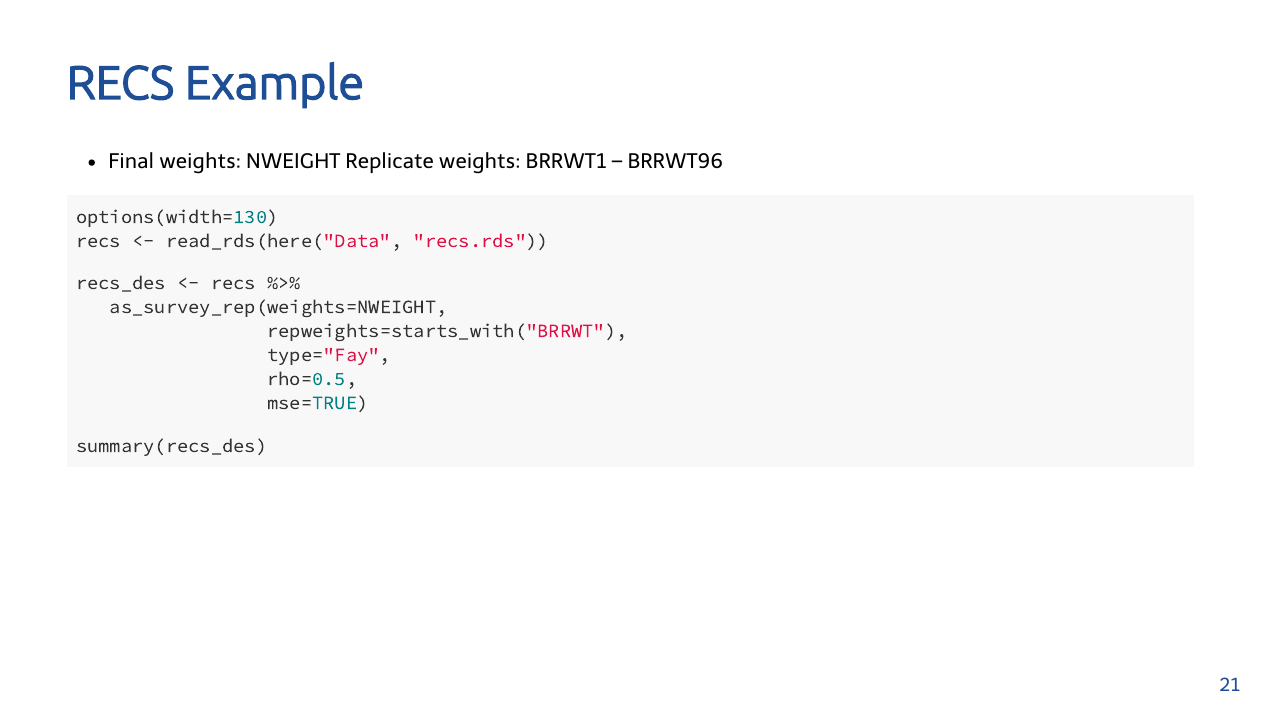 RECS Example
• Final weights: NWEIGHT Replicate weights: BRRWT1 – BRRWT96
options(width=130)
recs <- read_rds(here("Data", "recs.rds"))
recs_des <- recs %>%
   as_survey_rep(weights=NWEIGHT,
                 repweights=starts_with("BRRWT"),
                 type="Fay",
                 rho=0.5,
                 mse=TRUE)
summary(recs_des)
21